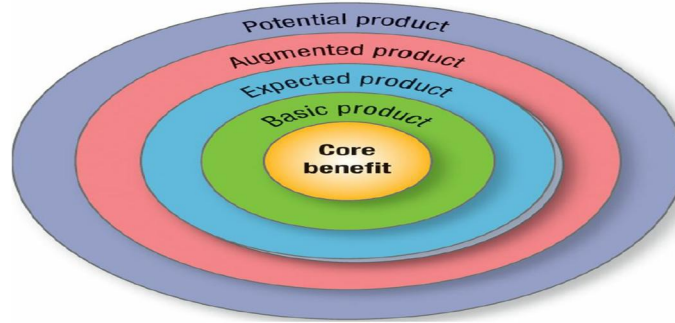 Potential product
Augmented product
Expected product
Basic product
Core
benefit